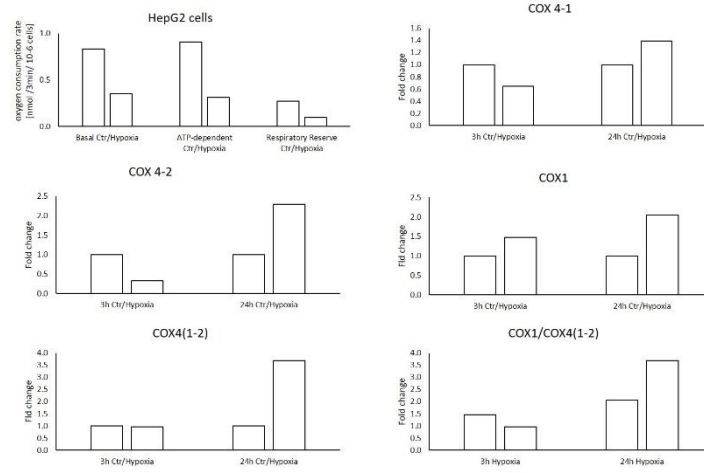 HepG2 cells
oxygen consumption rate
[nmol /3min/ 10-6 cells]
1.0
0.5
0.0
Basal Ctr/Hypoxia
ATP-dependent
Ctr/Hypoxia
Respiratory Reserve
Ctr/Hypoxia
COX 4-1
Fold change
1.6
1.4
1.2
1.0
0.8
0.6
0.4
0.2
0.0
3h Ctr/Hypoxia
24h Ctr/Hypoxia
COX 4-2
Fold change
2.5
2.0
1.5
1.0
0.5
0.0
3h Ctr/Hypoxia
24h Ctr/Hypoxia
COX1
Fld change
2.5
2.0
1.5
1.0
0.5
0.0
3h Ctr/Hypoxia
24h Ctr/Hypoxia
COX4(1-2)
Fld change
4.0
3.5
3.0
2.5
2.0
1.5
1.0
0.5
0.0
3h Ctr/Hypoxia
24h Ctr/Hypoxia
COX1/COX4(1-2)
Fld change
4.0
3.5
3.0
2.5
2.0
1.5
1.0
0.5
0.0
3h Hypoxia
24h Hypoxia